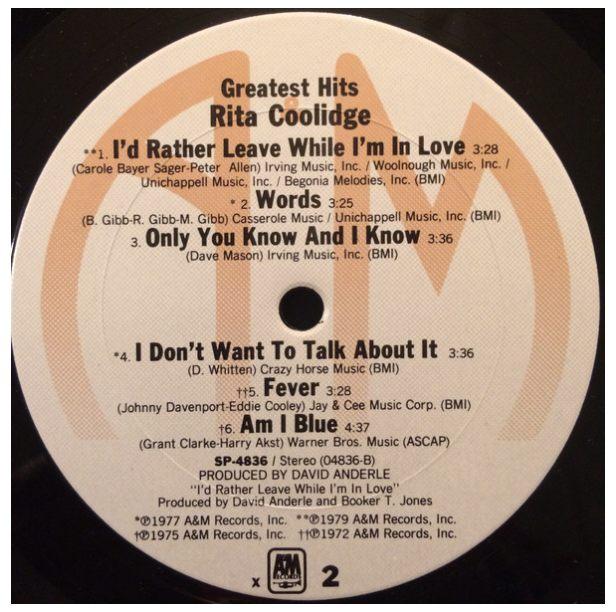 Greatest Hits
Rita Coolidge
**1. I'd Rather Leave While I'm In Love 3:28
(Carole Bayer Sager-Peter Allen) Irving Music, Inc. / Woolnough Music, Inc. /
Unichappell Music, Inc. / Begonia Melodies, Inc. (BMI)
* 2. Words 3:25
(B. Gibb-R. Gibb-M. Gibb) Casserole Music / Unichappell Music, Inc. (BMI)
3. Only You Know And I Know 3:36
(Dave Mason) Irving Music, Inc. (BMI)
*4. I Don't Want To Talk About It 3:36
(D. Whitten) Crazy Horse Music (BMI)
††5. Fever 3:28
(Johnny Davenport-Eddie Cooley) Jay & Cee Music Corp. (BMI)
†6. Am I Blue 4:37
(Grant Clarke-Harry Akst) Warner Bros. Music (ASCAP)
SP-4836 / Stereo (04836-B)
PRODUCED BY DAVID ANDERLE
"I'd Rather Leave While I'm In Love"
Produced by David Anderle and Booker T. Jones
*℗1977 A&M Records, Inc. **℗1979 A&M Records, Inc.
†℗1975 A&M Records, Inc. ††℗1972 A&M Records, Inc.
x A&M RECORDS 2